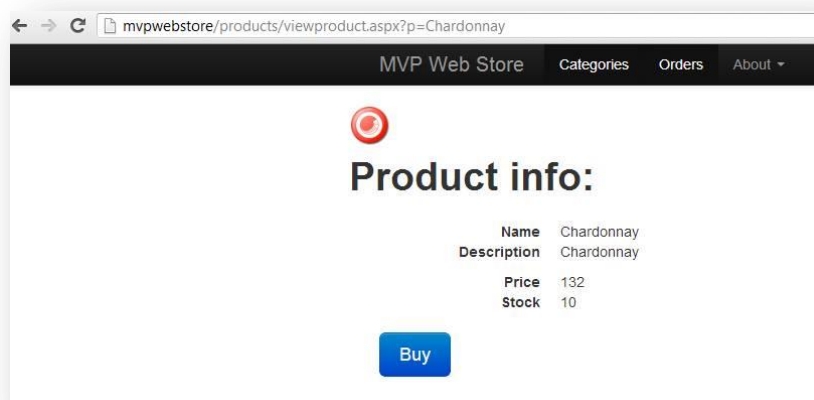 mvpwebstore/products/viewproduct.aspx?p=Chardonnay
MVP Web Store Categories Orders About
Product info:
Name Chardonnay
Description Chardonnay
Price 132
Stock 10
Buy